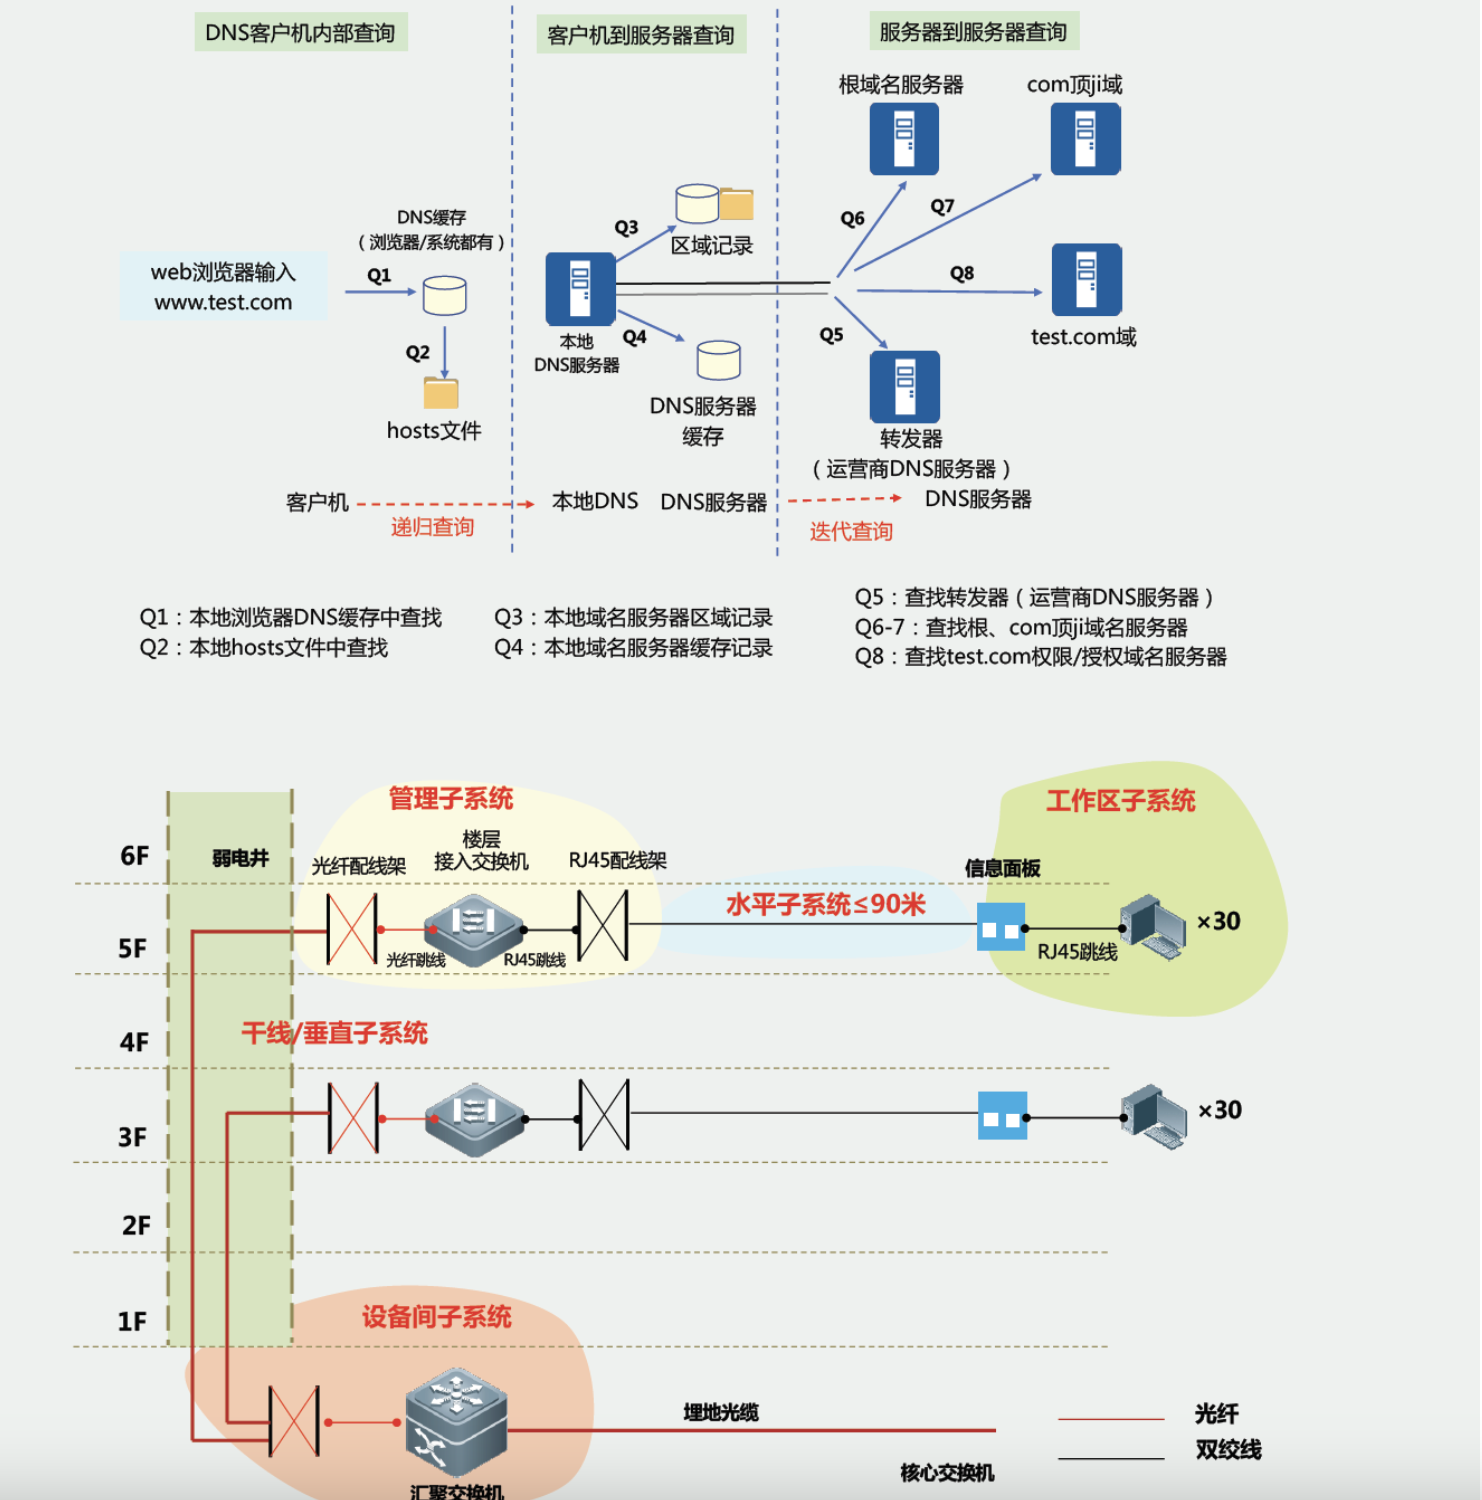 DNS客户机内部查询
客户机到服务器查询
服务器到服务器查询
根域名服务器
com顶ji域
DNS缓存
（浏览器/系统都有）
web浏览器输入
www.test.com
Q1
Q2
hosts文件
Q3
区域记录
本地
DNS服务器
Q4
DNS服务器
缓存
Q6
Q7
Q8
Q5
test.com域
转发器
（运营商DNS服务器）
客户机
递归查询
本地DNS
DNS服务器
迭代查询
DNS服务器
Q1：本地浏览器DNS缓存中查找
Q2：本地hosts文件中查找
Q3：本地域名服务器区域记录
Q4：本地域名服务器缓存记录
Q5：查找转发器（运营商DNS服务器）
Q6-7：查找根、com顶ji域名服务器
Q8：查找test.com权限/授权域名服务器
管理子系统
工作区子系统
6F
弱电井
光纤配线架
楼层
接入交换机
RJ45配线架
信息面板
水平子系统≤90米
5F
光纤跳线
RJ45跳线
RJ45跳线
×30
干线/垂直子系统
4F
3F
×30
2F
1F
设备间子系统
埋地光缆
光纤
双绞线
核心交换机
汇聚交换机